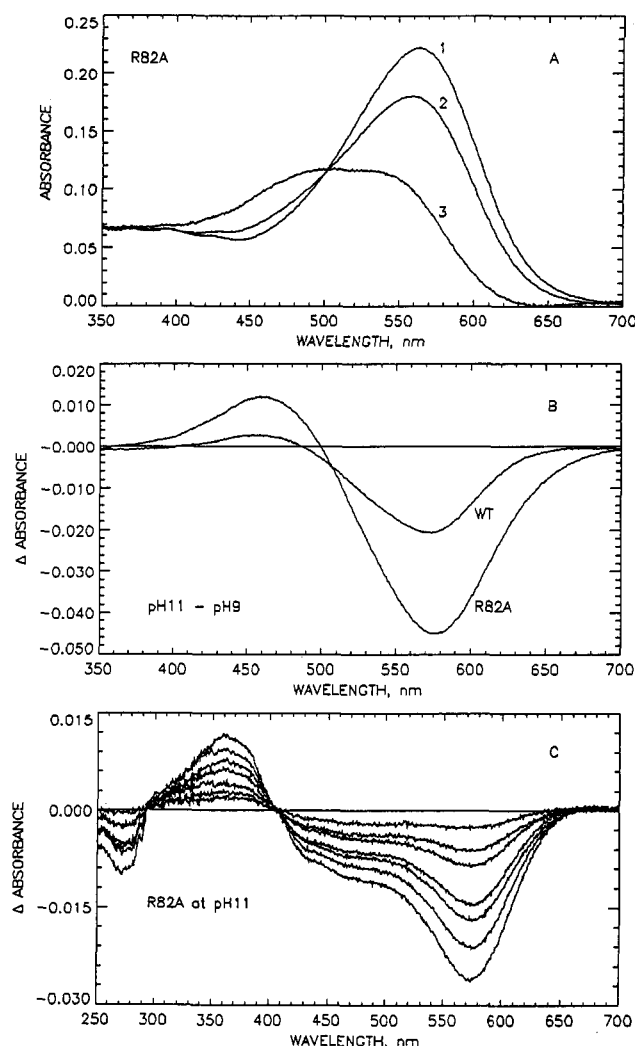 R82A
A
1
2
3
0.25
0.20
0.15
0.10
0.05
0.00
ABSORBANCE
350 400 450 500 550 600 650 700
WAVELENGTH, nm
B
0.020
0.010
-0.000
-0.010
-0.020
-0.030
-0.040
-0.050
Δ ABSORBANCE
WT
R82A
pH11 - pH9
350 400 450 500 550 600 650 700
WAVELENGTH, nm
C
0.015
0.000
-0.015
-0.030
Δ ABSORBANCE
R82A at pH11
250 300 350 400 450 500 550 600 650 700
WAVELENGTH, nm